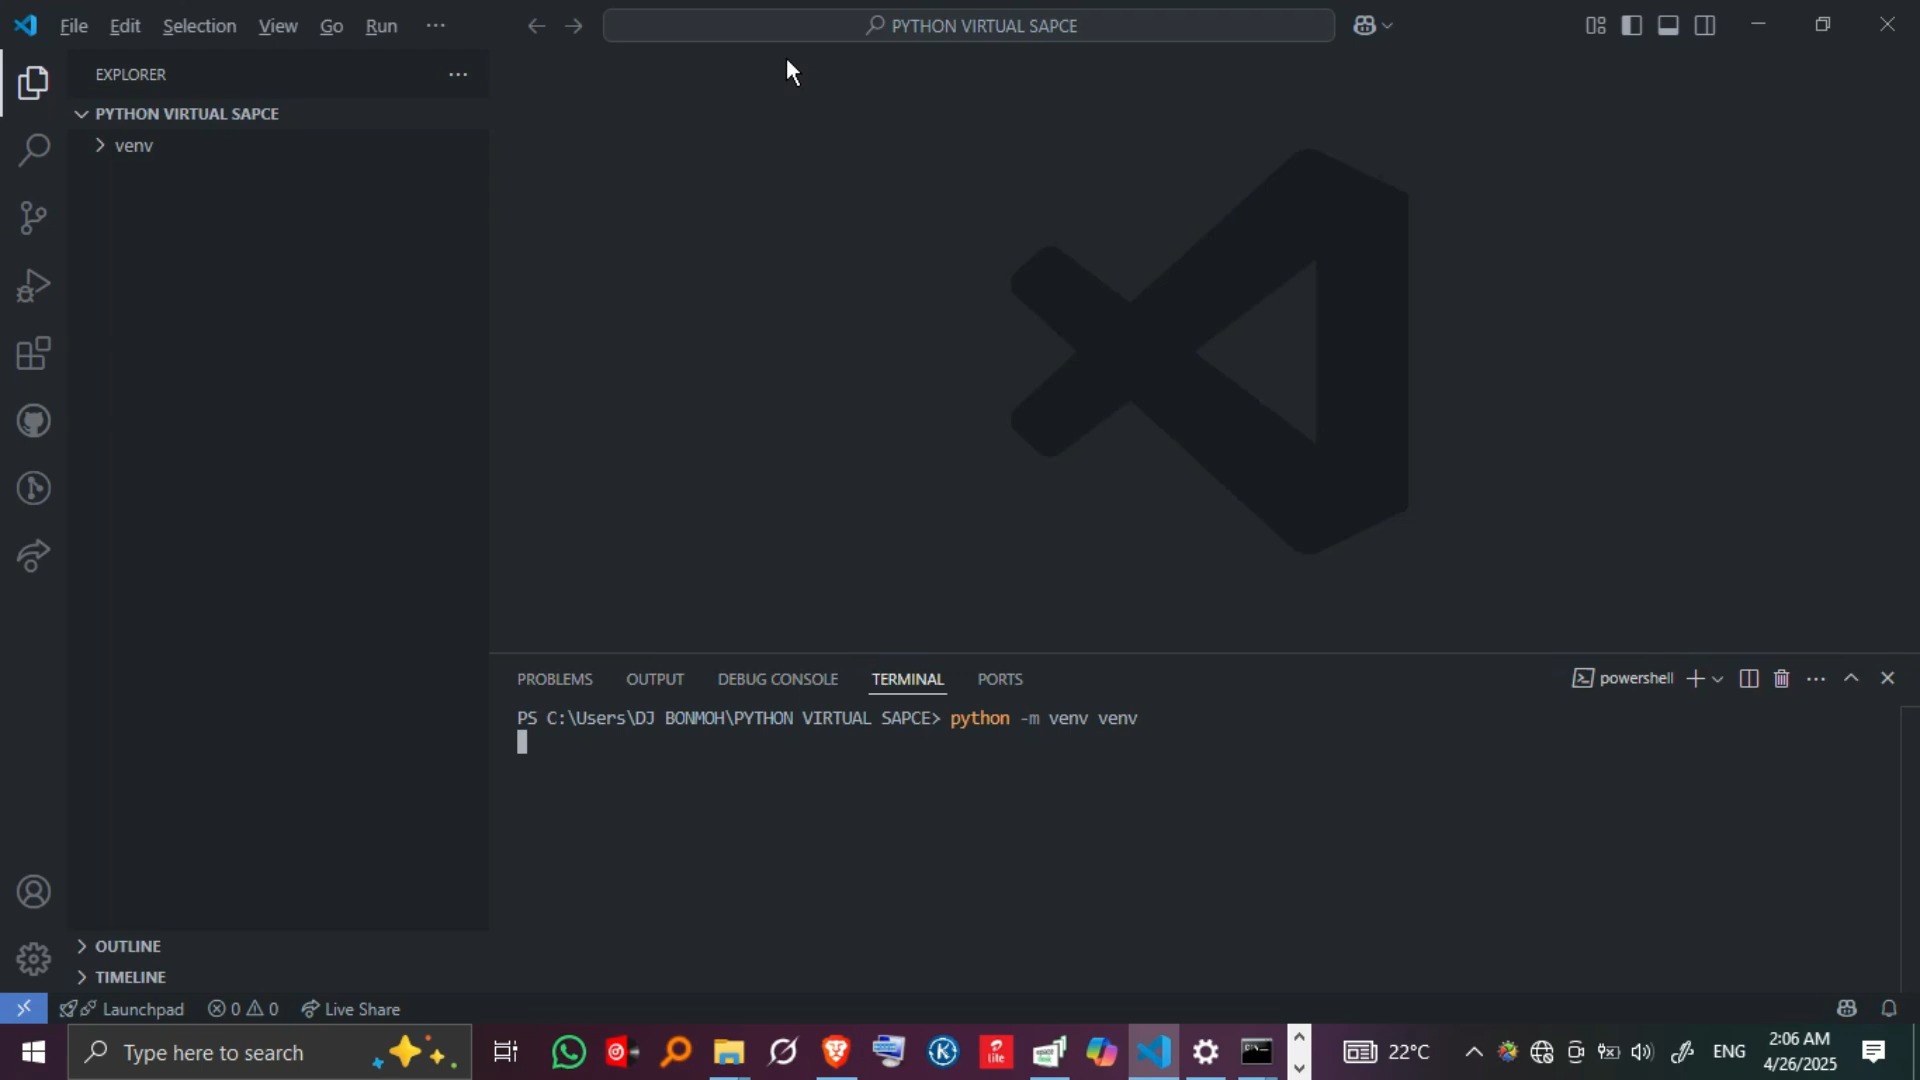 File Edit Selection View Go Run ···
PYTHON VIRTUAL SAPCE
EXPLORER
PYTHON VIRTUAL SAPCE
venv
PROBLEMS OUTPUT DEBUG CONSOLE TERMINAL PORTS
powershell
PS C:\Users\DJ BONMOH\PYTHON VIRTUAL SAPCE> python -m venv venv
OUTLINE
TIMELINE
Launchpad 0 0 Live Share
Type here to search
lite
22°C
ENG
2:06 AM
4/26/2025